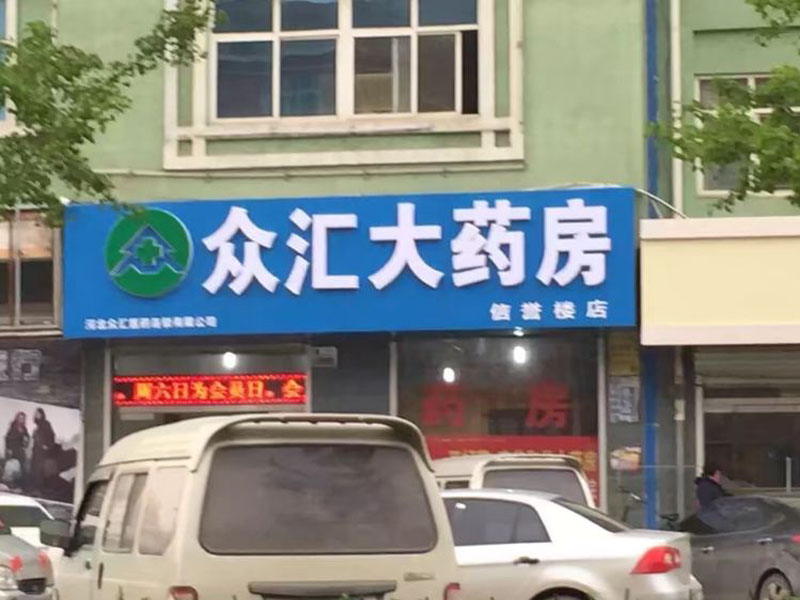 众汇大药房
信誉楼店
河北众汇医药连锁有限公司
、周六日为会员日。会
药房